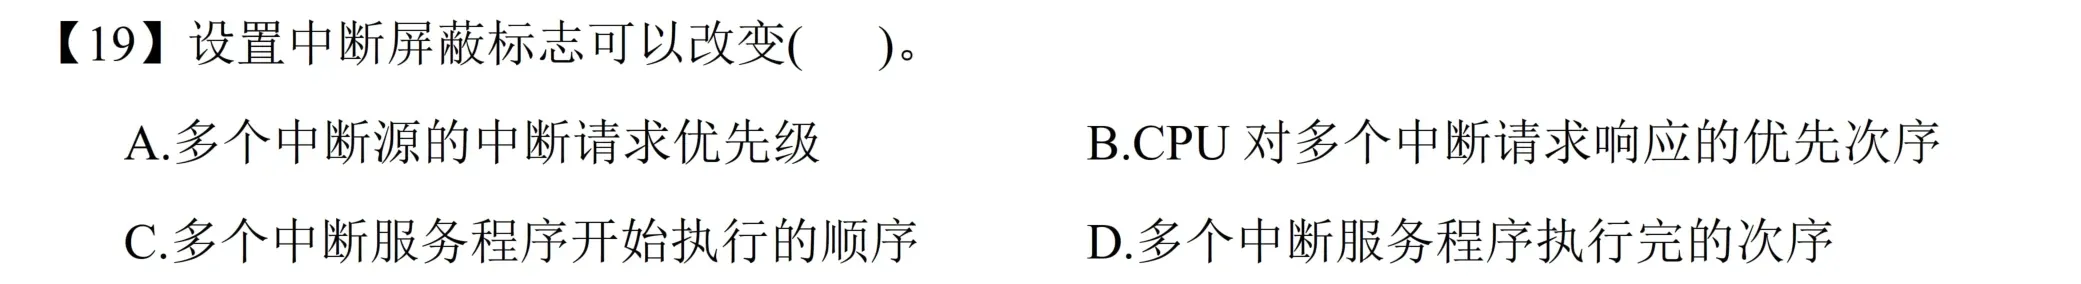 【19】设置中断屏蔽标志可以改变(　　)。
A.多个中断源的中断请求优先级　　B.CPU 对多个中断请求响应的优先次序
C.多个中断服务程序开始执行的顺序　　D.多个中断服务程序执行完的次序